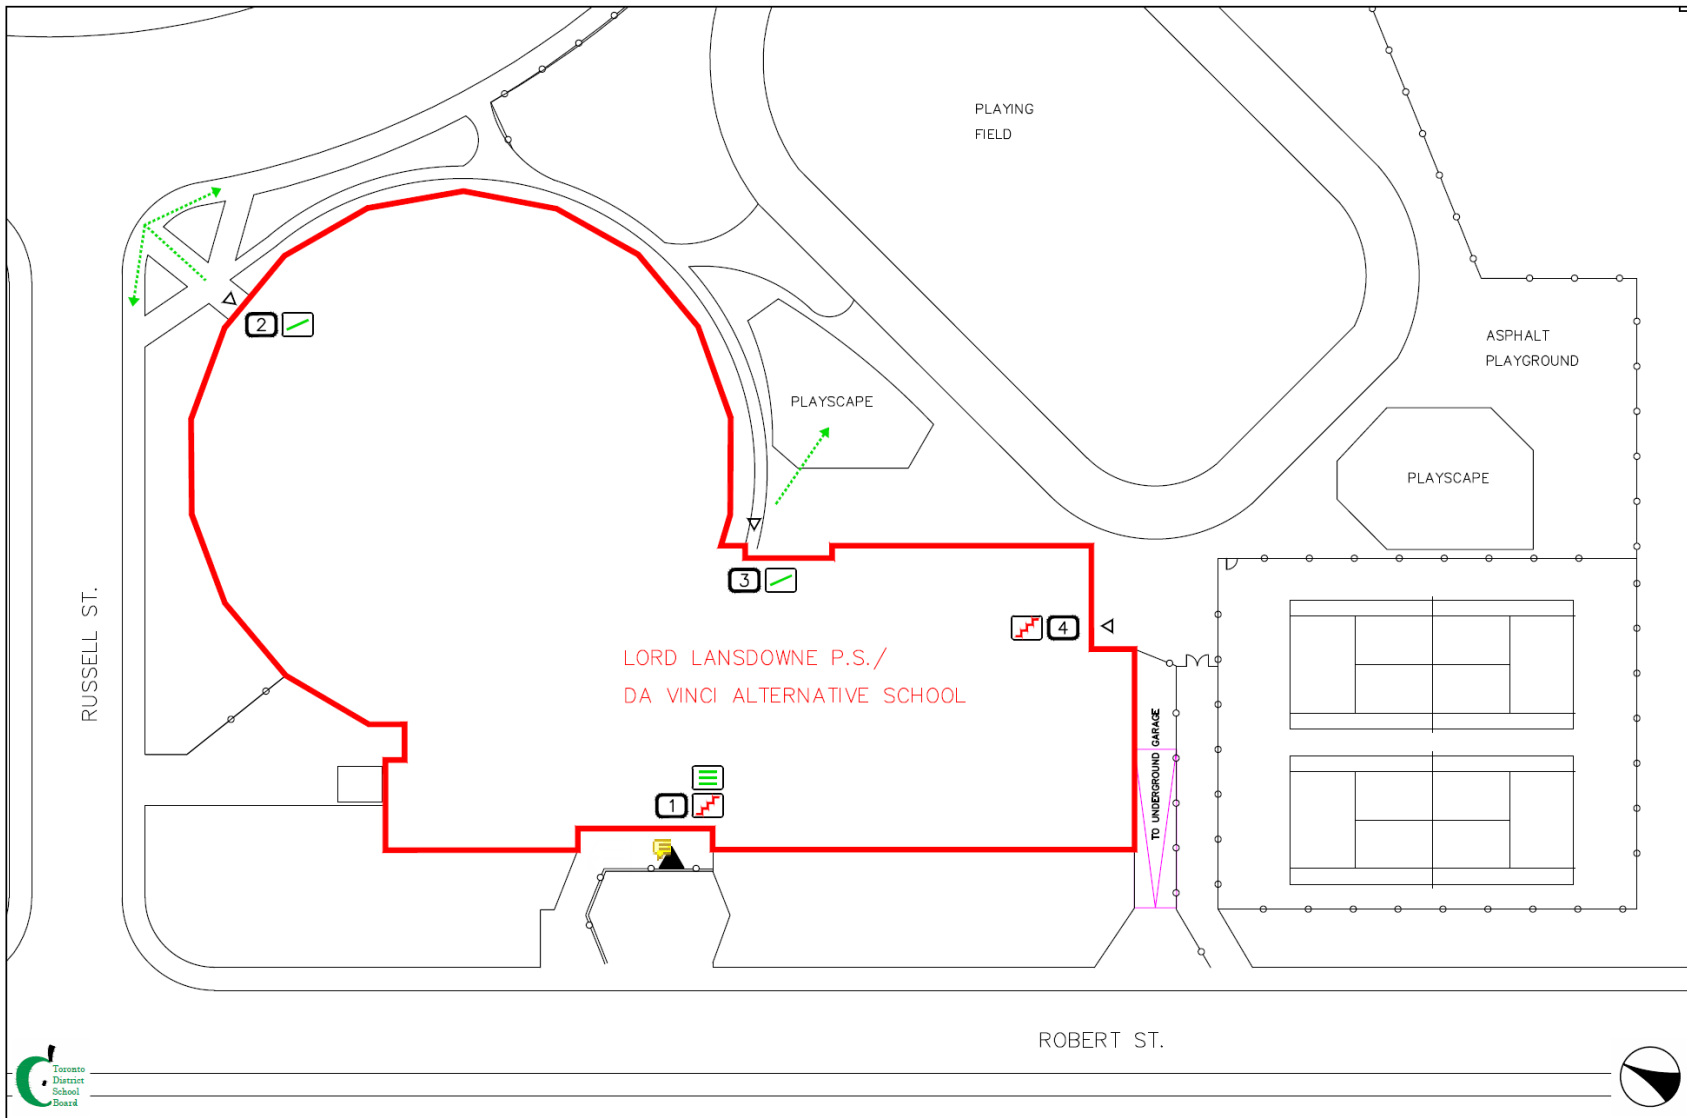 PLAYING
FIELD
ASPHALT
PLAYGROUND
2
PLAYSCAPE
PLAYSCAPE
3
4
RUSSELL ST.
LORD LANSDOWNE P.S./
DA VINCI ALTERNATIVE SCHOOL
TO UNDERGROUND GARAGE
1
ROBERT ST.
Toronto
District
School
Board